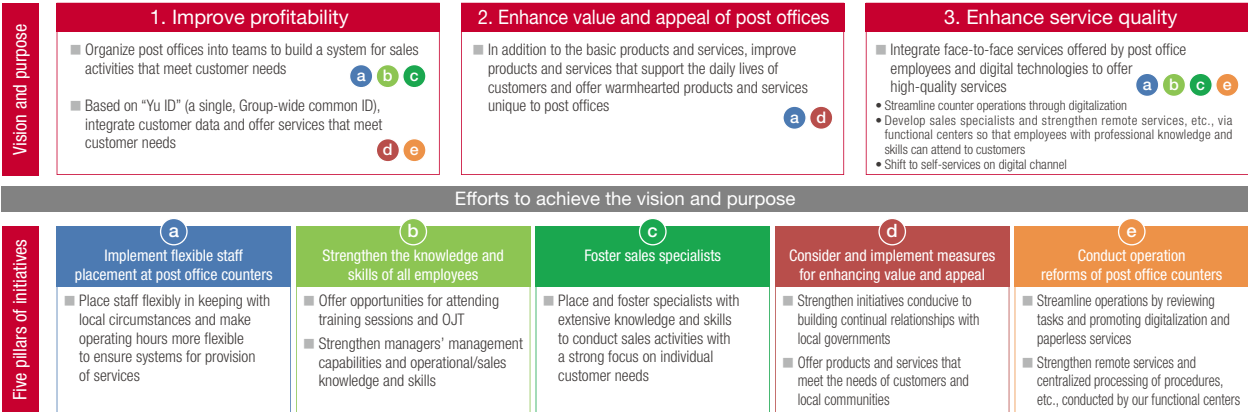 Vision and purpose
1. Improve profitability
■ Organize post offices into teams to build a system for sales
activities that meet customer needs
a b c
■ Based on “Yu ID” (a single, Group-wide common ID),
integrate customer data and offer services that meet
customer needs
d e
2. Enhance value and appeal of post offices
■ In addition to the basic products and services, improve
products and services that support the daily lives of
customers and offer warmhearted products and services
unique to post offices
a d
3. Enhance service quality
■ Integrate face-to-face services offered by post office
employees and digital technologies to offer
high-quality services
a b c e
• Streamline counter operations through digitalization
• Develop sales specialists and strengthen remote services, etc., via
functional centers so that employees with professional knowledge and
skills can attend to customers
• Shift to self-services on digital channel
Efforts to achieve the vision and purpose
Five pillars of initiatives
a
Implement flexible staff
placement at post office counters
■ Place staff flexibly in keeping with
local circumstances and make
operating hours more flexible
to ensure systems for provision
of services
b
Strengthen the knowledge and
skills of all employees
■ Offer opportunities for attending
training sessions and OJT
■ Strengthen managers’ management
capabilities and operational/sales
knowledge and skills
c
Foster sales specialists
■ Place and foster specialists with
extensive knowledge and skills
to conduct sales activities with
a strong focus on individual
customer needs
d
Consider and implement measures
for enhancing value and appeal
■ Strengthen initiatives conducive to
building continual relationships with
local governments
■ Offer products and services that
meet the needs of customers and
local communities
e
Conduct operation
reforms of post office counters
■ Streamline operations by reviewing
tasks and promoting digitalization and
paperless services
■ Strengthen remote services and
centralized processing of procedures,
etc., conducted by our functional centers